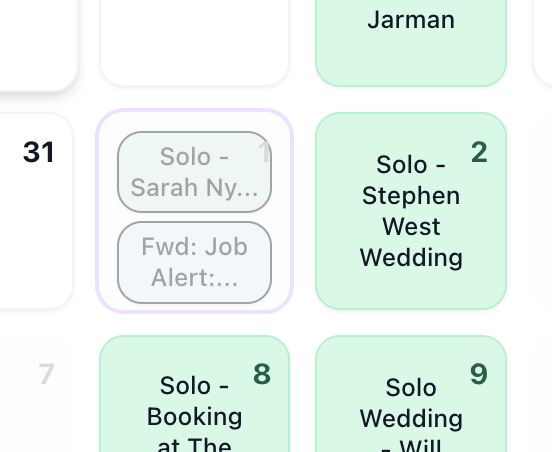 Jarman
31
1
Solo -
Sarah Ny...
Fwd: Job
Alert:...
2
Solo -
Stephen
West
Wedding
7
8
Solo -
Booking
at The
9
Solo
Wedding
- Will